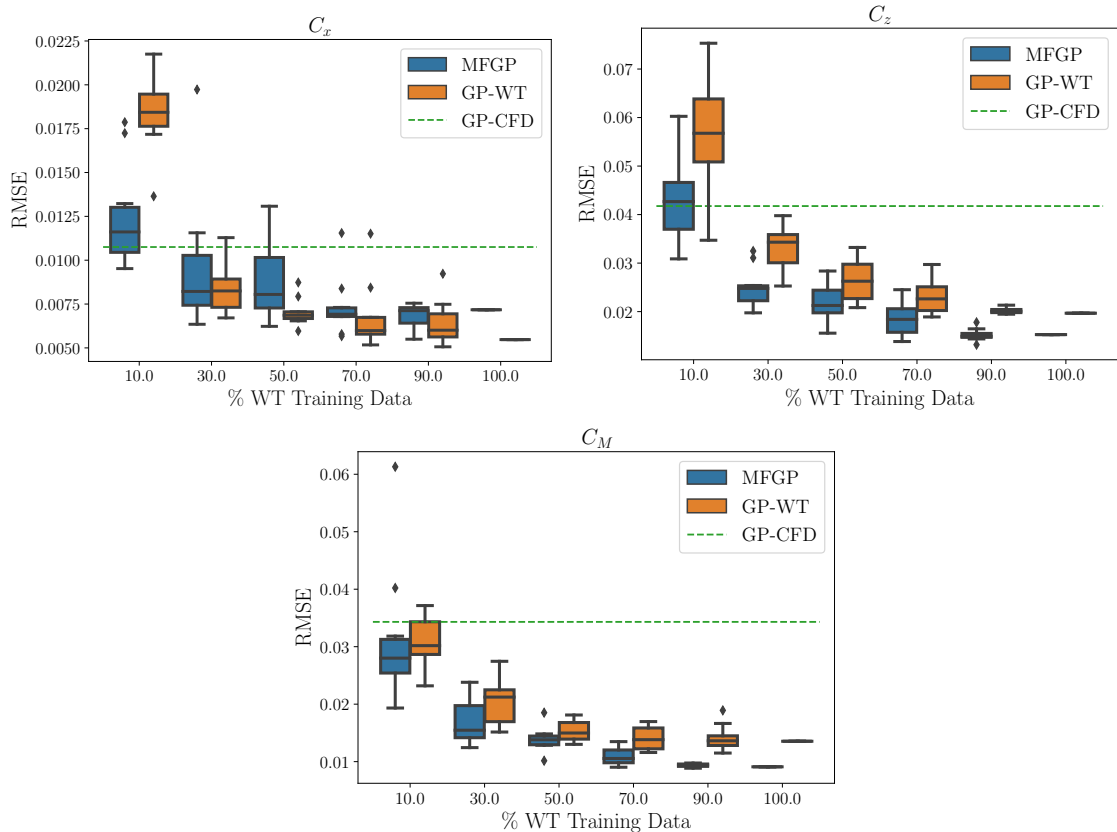 C_x
0.0225
0.0200
0.0175
0.0150
0.0125
0.0100
0.0075
0.0050
RMSE
MFGP
GP-WT
GP-CFD
10.0 30.0 50.0 70.0 90.0 100.0
% WT Training Data
C_z
0.07
0.06
0.05
0.04
0.03
0.02
RMSE
MFGP
GP-WT
GP-CFD
10.0 30.0 50.0 70.0 90.0 100.0
% WT Training Data
C_M
0.06
0.05
0.04
0.03
0.02
0.01
RMSE
MFGP
GP-WT
GP-CFD
10.0 30.0 50.0 70.0 90.0 100.0
% WT Training Data